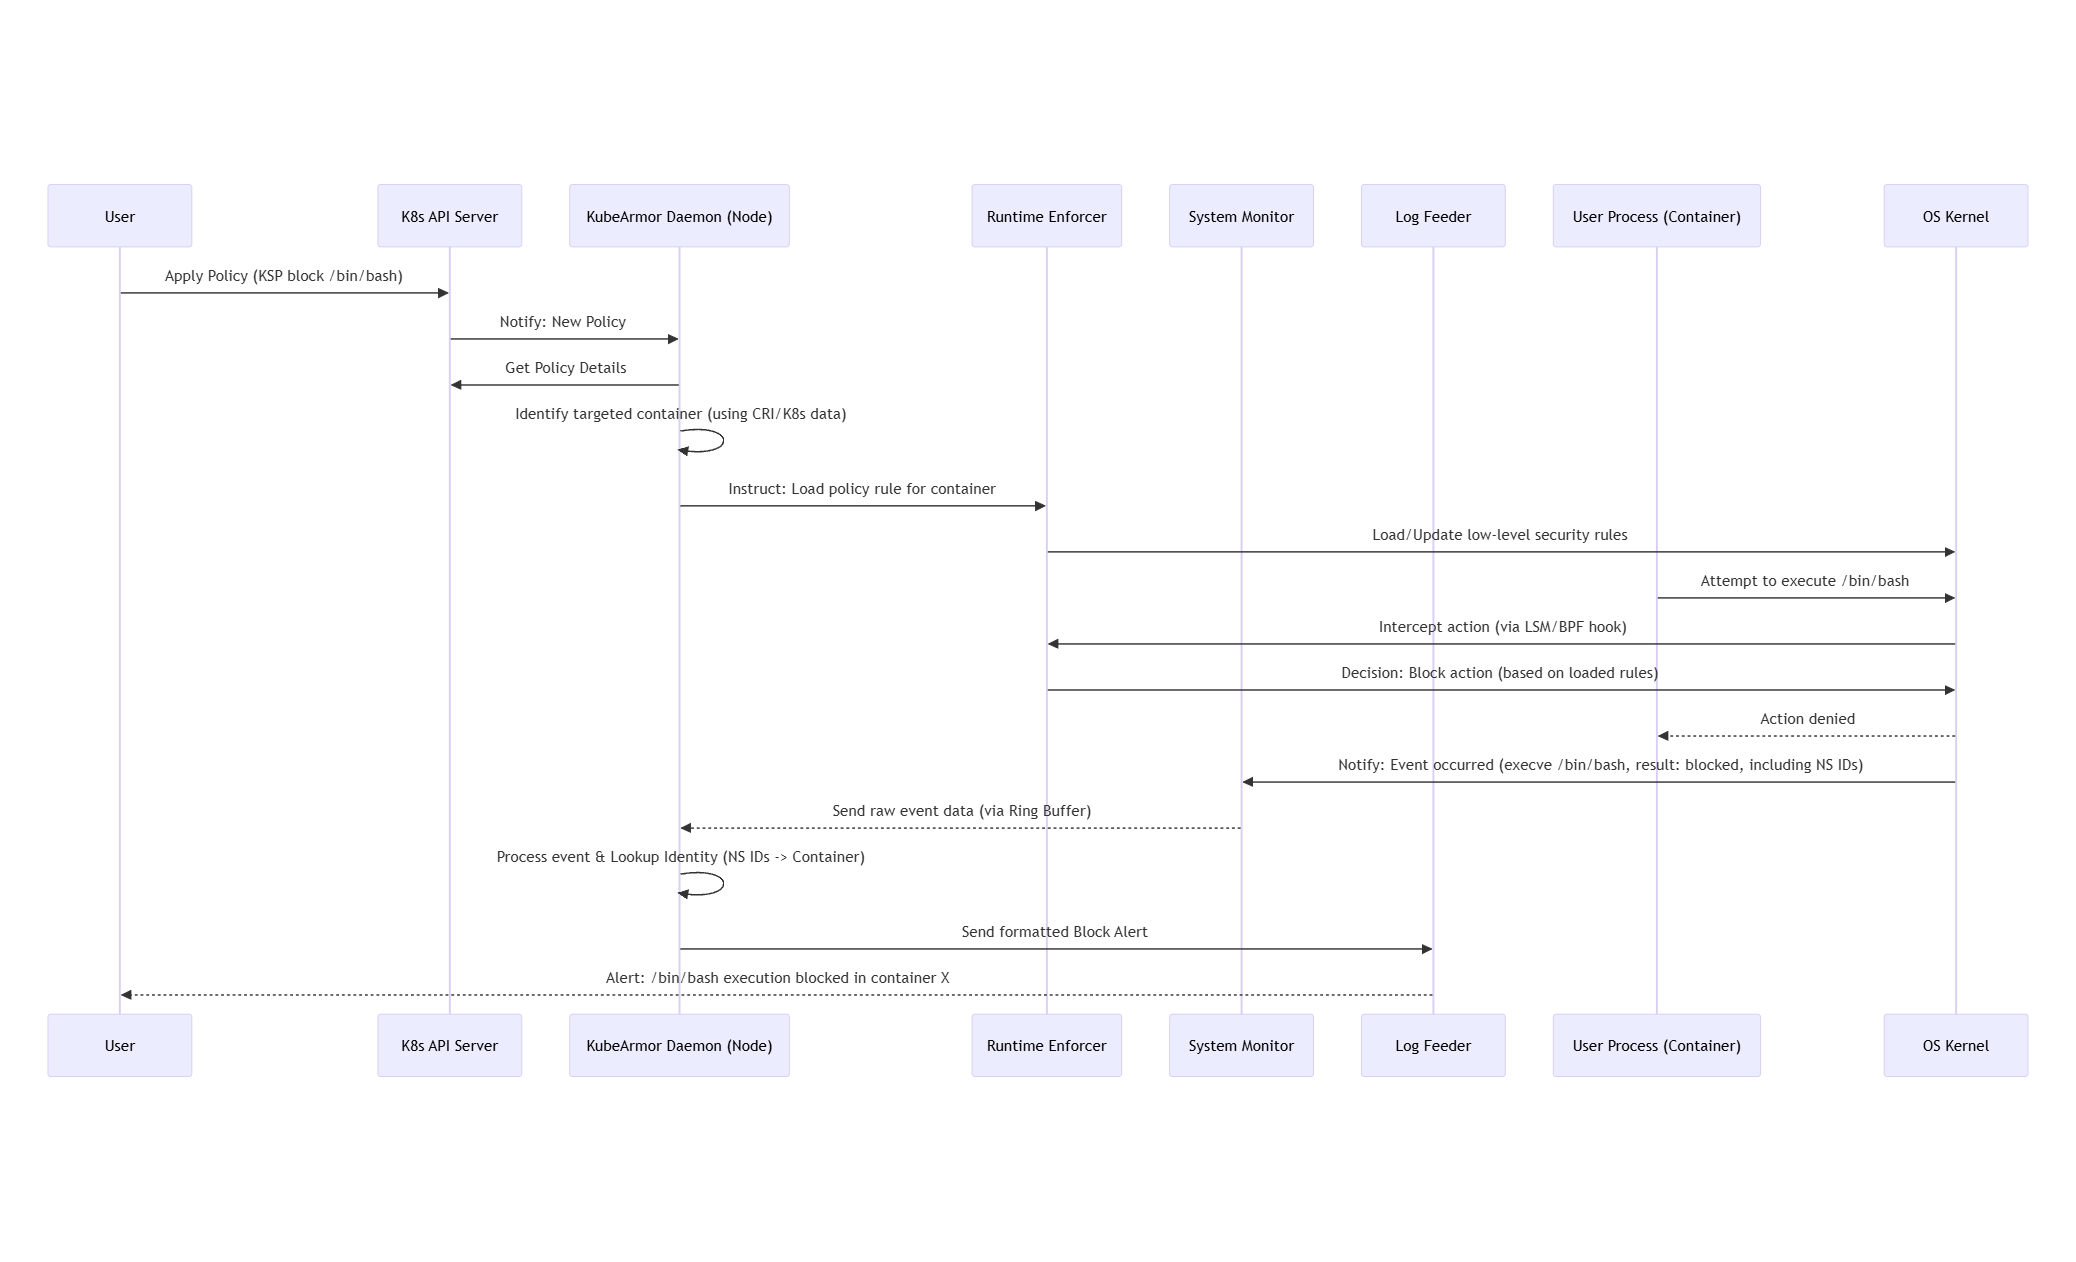 User
K8s API Server
KubeArmor Daemon (Node)
Runtime Enforcer
System Monitor
Log Feeder
User Process (Container)
OS Kernel
Apply Policy (KSP block /bin/bash)
Notify: New Policy
Get Policy Details
Identify targeted container (using CRI/K8s data)
Instruct: Load policy rule for container
Load/Update low-level security rules
Attempt to execute /bin/bash
Intercept action (via LSM/BPF hook)
Decision: Block action (based on loaded rules)
Action denied
Notify: Event occurred (execve /bin/bash, result: blocked, including NS IDs)
Send raw event data (via Ring Buffer)
Process event & Lookup Identity (NS IDs -> Container)
Send formatted Block Alert
Alert: /bin/bash execution blocked in container X
User
K8s API Server
KubeArmor Daemon (Node)
Runtime Enforcer
System Monitor
Log Feeder
User Process (Container)
OS Kernel